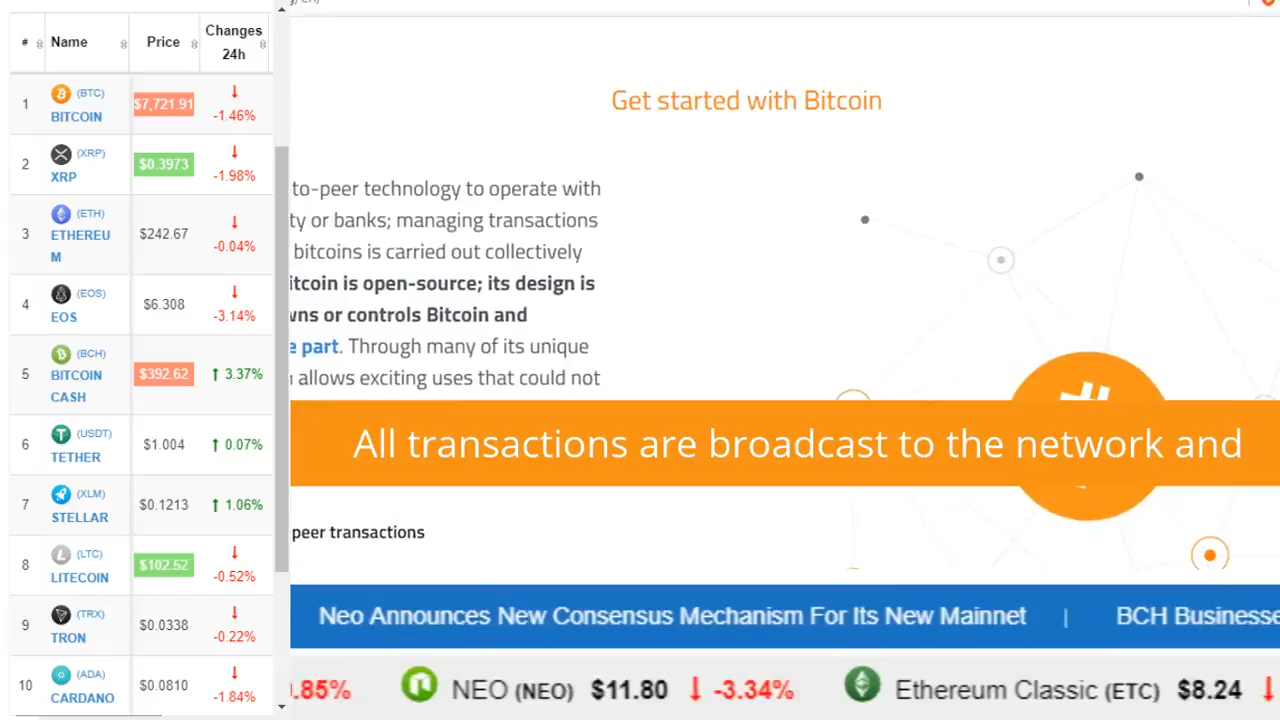 # Name Price Changes 24h
1 (BTC) BITCOIN $7,721.91 ↓ -1.46%
2 (XRP) XRP $0.3973 ↓ -1.98%
3 (ETH) ETHEREUM $242.67 ↓ -0.04%
4 (EOS) EOS $6.308 ↓ -3.14%
5 (BCH) BITCOIN CASH $392.62 ↑ 3.37%
6 (USDT) TETHER $1.004 ↑ 0.07%
7 (XLM) STELLAR $0.1213 ↑ 1.06%
8 (LTC) LITECOIN $102.52 ↓ -0.52%
9 (TRX) TRON $0.0338 ↓ -0.22%
10 (ADA) CARDANO $0.0810 ↓ -1.84%
Get started with Bitcoin
to-peer technology to operate with
ty or banks; managing transactions
bitcoins is carried out collectively
itcoin is open-source; its design is
wns or controls Bitcoin and
e part. Through many of its unique
allows exciting uses that could not
All transactions are broadcast to the network and
peer transactions
Neo Announces New Consensus Mechanism For Its New Mainnet | BCH Businesse
.85% NEO (NEO) $11.80 ↓ -3.34% Ethereum Classic (ETC) $8.24 ↓